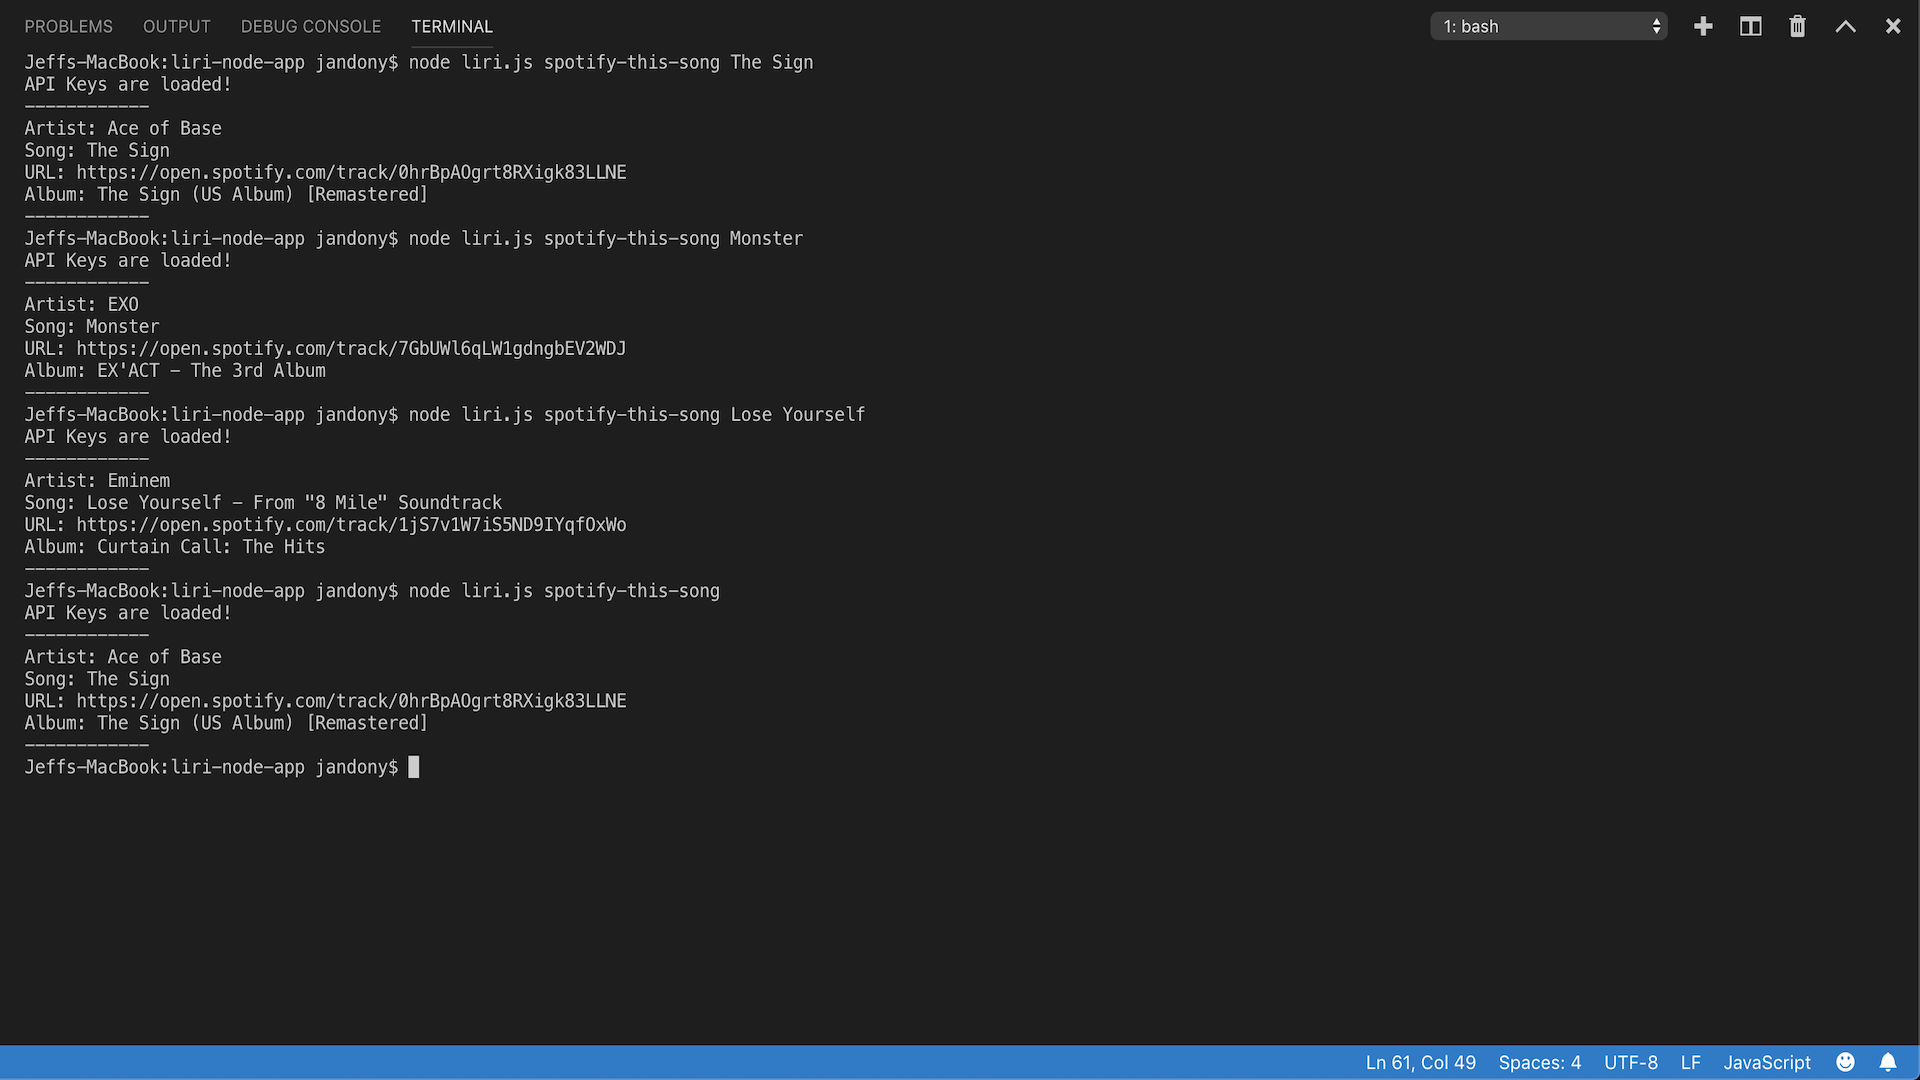 PROBLEMS OUTPUT DEBUG CONSOLE TERMINAL 1: bash
Jeffs-MacBook:liri-node-app jandony$ node liri.js spotify-this-song The Sign
API Keys are loaded!
------------
Artist: Ace of Base
Song: The Sign
URL: https://open.spotify.com/track/0hrBpAOgrt8RXigk83LLNE
Album: The Sign (US Album) [Remastered]
------------
Jeffs-MacBook:liri-node-app jandony$ node liri.js spotify-this-song Monster
API Keys are loaded!
------------
Artist: EXO
Song: Monster
URL: https://open.spotify.com/track/7GbUWl6qLW1gdngbEV2WDJ
Album: EX'ACT - The 3rd Album
------------
Jeffs-MacBook:liri-node-app jandony$ node liri.js spotify-this-song Lose Yourself
API Keys are loaded!
------------
Artist: Eminem
Song: Lose Yourself - From "8 Mile" Soundtrack
URL: https://open.spotify.com/track/1jS7v1W7iS5ND9IYqfOxWo
Album: Curtain Call: The Hits
------------
Jeffs-MacBook:liri-node-app jandony$ node liri.js spotify-this-song
API Keys are loaded!
------------
Artist: Ace of Base
Song: The Sign
URL: https://open.spotify.com/track/0hrBpAOgrt8RXigk83LLNE
Album: The Sign (US Album) [Remastered]
------------
Jeffs-MacBook:liri-node-app jandony$
Ln 61, Col 49 Spaces: 4 UTF-8 LF JavaScript